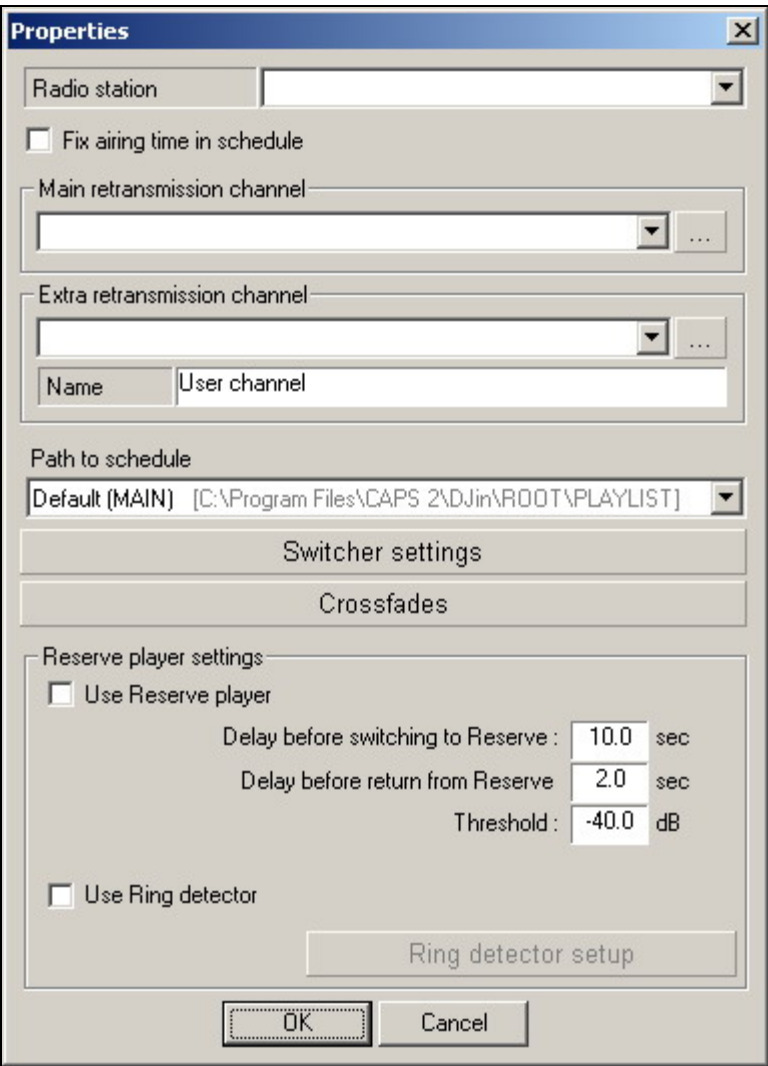 Properties
Radio station
Fix airing time in schedule
Main retransmission channel
...
Extra retransmission channel
...
Name User channel
Path to schedule
Default (MAIN) [C:\Program Files\CAPS 2\DJin\ROOT\PLAYLIST]
Switcher settings
Crossfades
Reserve player settings
Use Reserve player
Delay before switching to Reserve : 10.0 sec
Delay before return from Reserve 2.0 sec
Threshold : -40.0 dB
Use Ring detector
Ring detector setup
OK Cancel